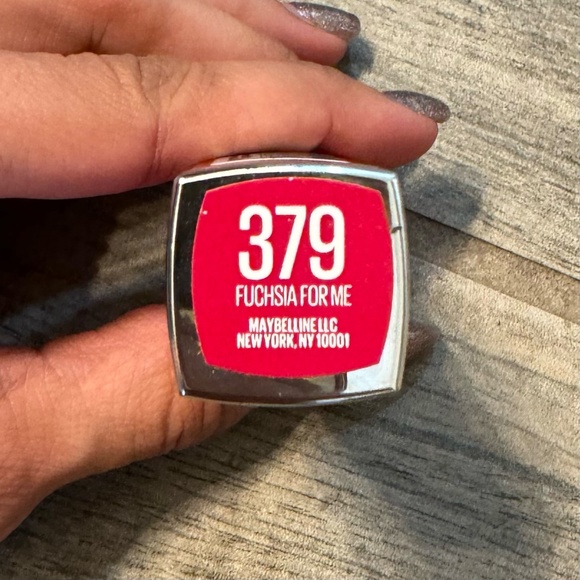 379
FUCHSIA FOR ME
MAYBELLINE LLC
NEW YORK, NY 10001